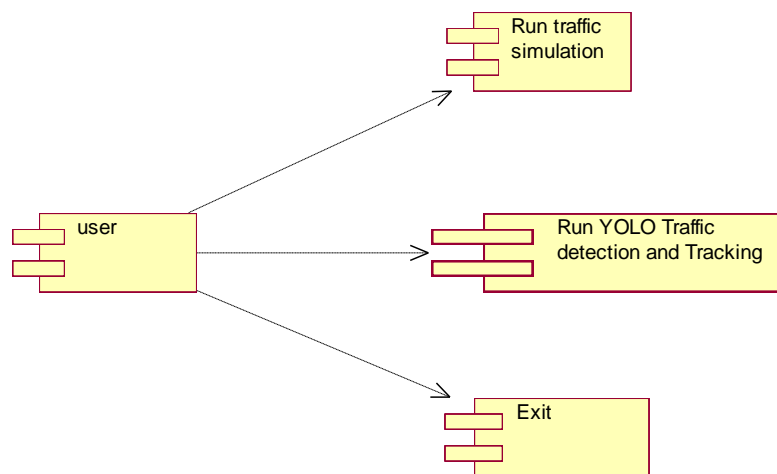 Run traffic
simulation
user
Run YOLO Traffic
detection and Tracking
Exit